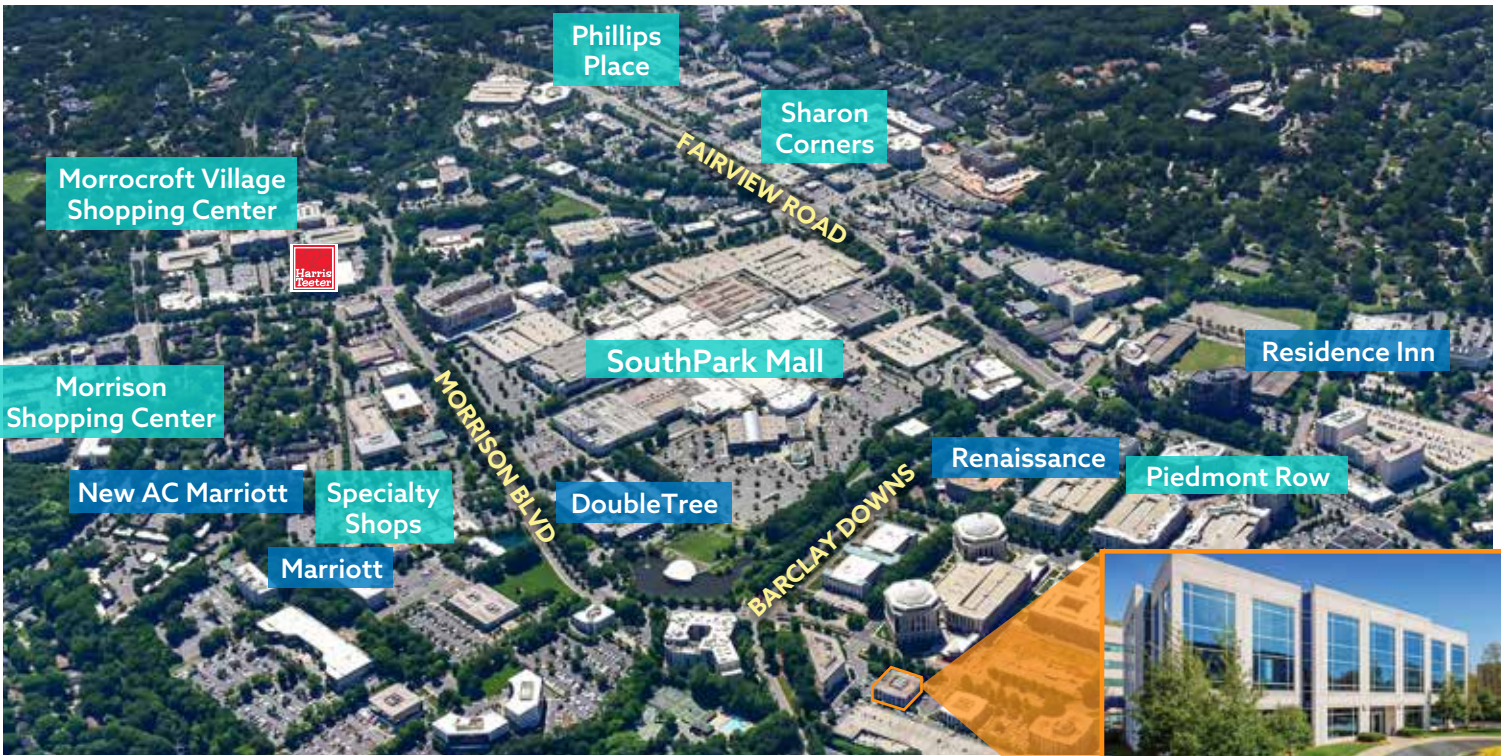 Phillips
Place
Sharon
Corners
FAIRVIEW ROAD
Morrocroft Village
Shopping Center
Harris
Teeter
SouthPark Mall
Residence Inn
Morrison
Shopping Center
MORRISON BLVD
Renaissance
Piedmont Row
New AC Marriott
Specialty
Shops
DoubleTree
BARCLAY DOWNS
Marriott